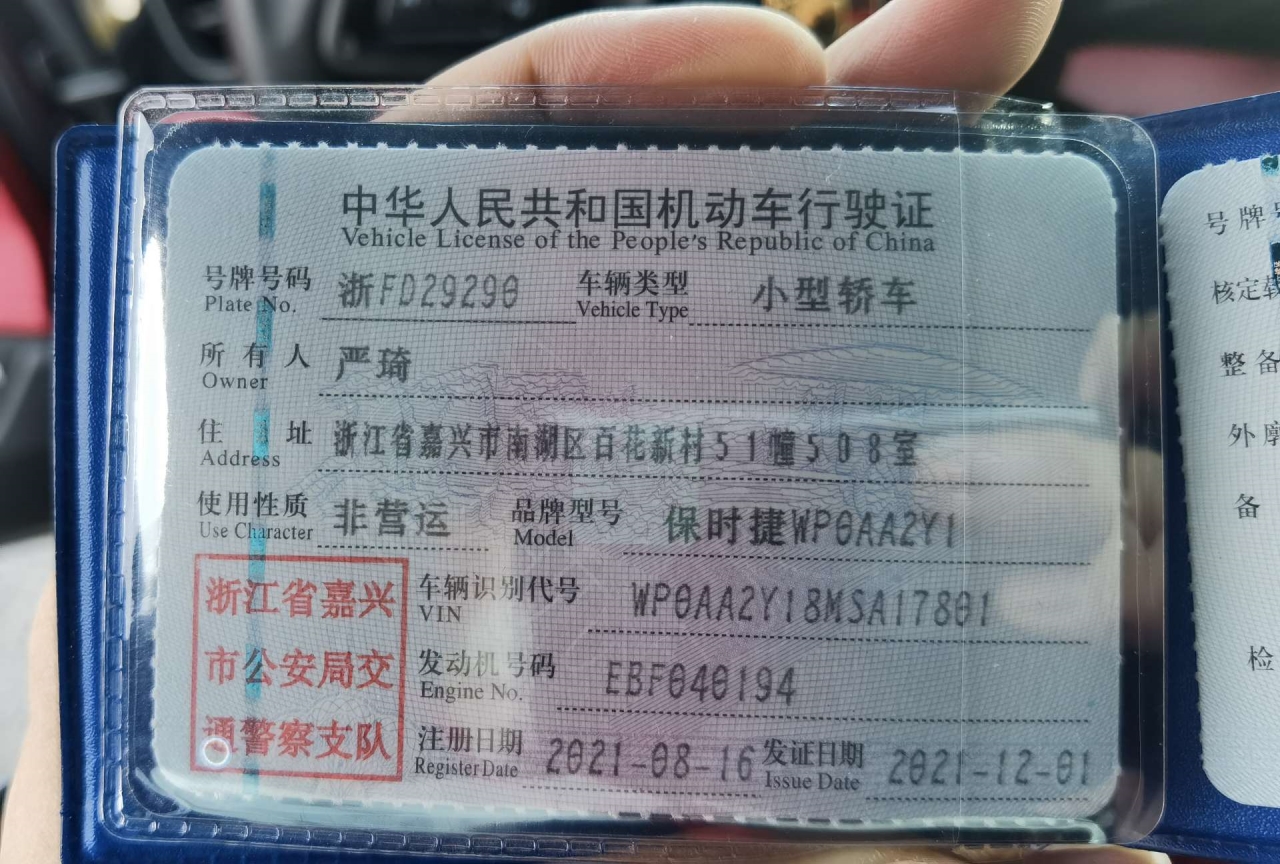 中华人民共和国机动车行驶证
Vehicle License of the People's Republic of China
号牌号码 浙FD29290 车辆类型 小型轿车
Plate No. Vehicle Type
所有人 严琦
Owner
住址 浙江省嘉兴市南湖区百花新村51幢508室
Address
使用性质 非营运 品牌型号 保时捷WP0AA2Y1
Use Character Model
浙江省嘉兴
市公安局交
通警察支队
车辆识别代号 WP0AA2Y18MSA17801
VIN
发动机号码 EBF040194
Engine No.
注册日期 2021-08-16 发证日期 2021-12-01
Register Date Issue Date
号牌
核定载
整备
外廓
备
检